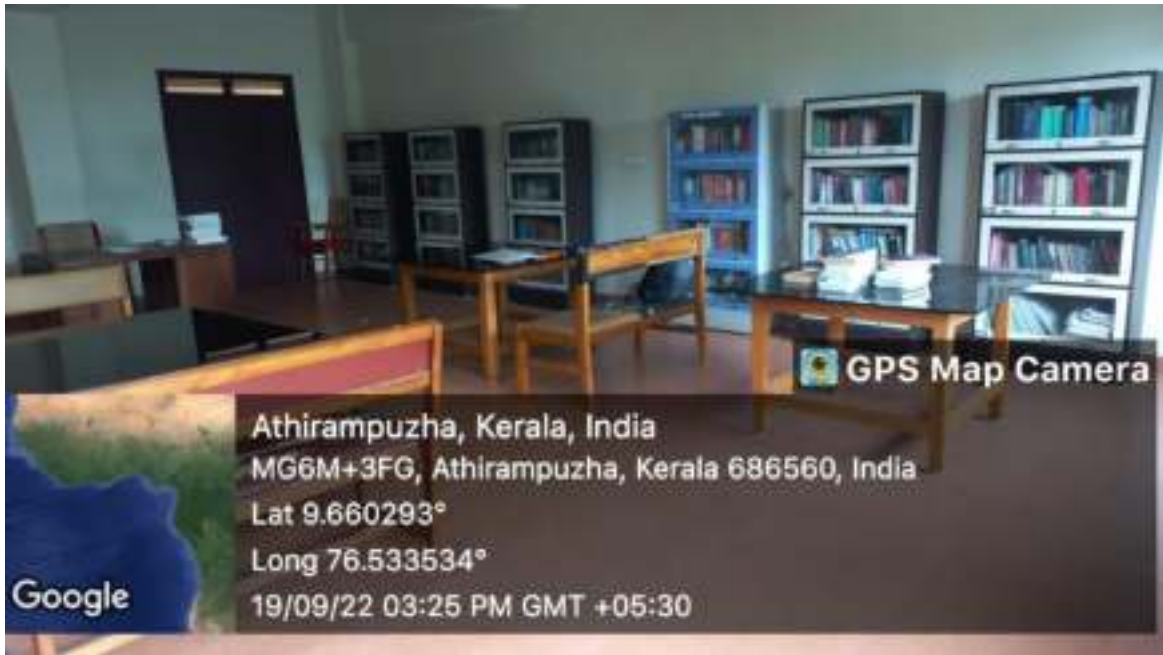 GPS Map Camera
Athirampuzha, Kerala, India
MG6M+3FG, Athirampuzha, Kerala 686560, India
Lat 9.660293°
Long 76.533534°
19/09/22 03:25 PM GMT +05:30
Google